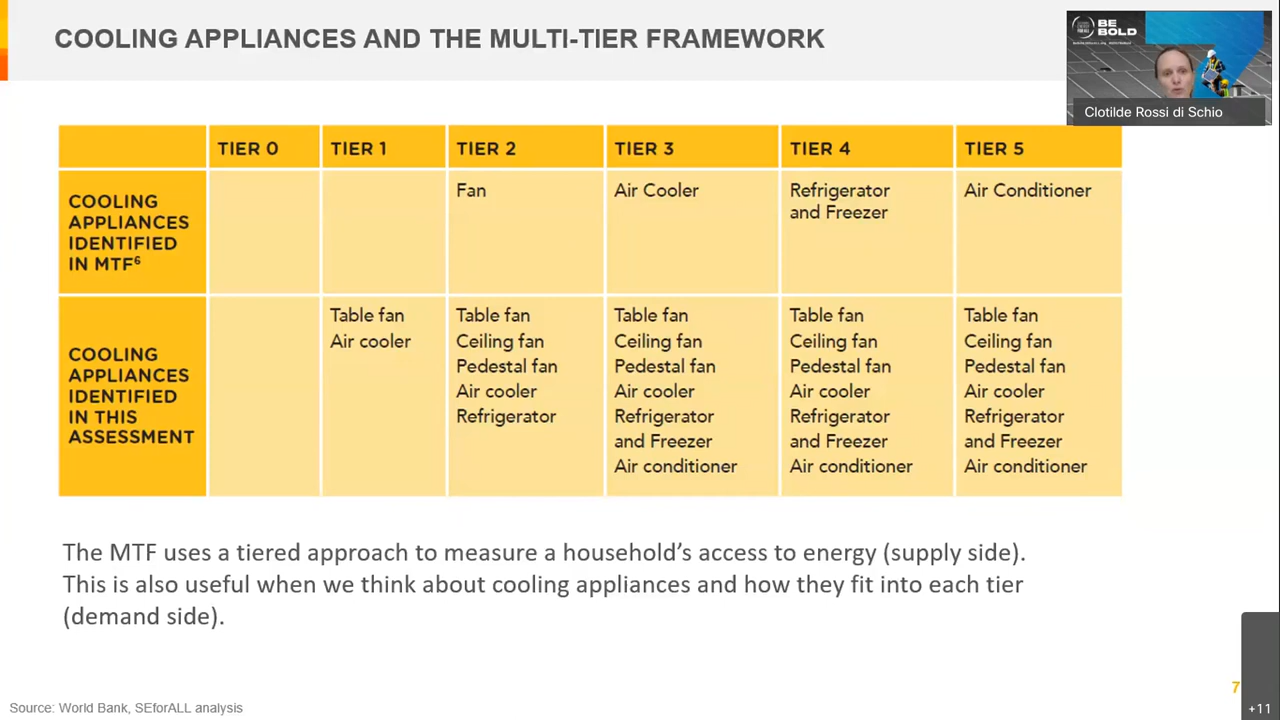 COOLING APPLIANCES AND THE MULTI-TIER FRAMEWORK
BE
BOLD
Clotilde Rossi di Schio
TIER 0 TIER 1 TIER 2 TIER 3 TIER 4 TIER 5
COOLING
APPLIANCES
IDENTIFIED
IN MTF⁶
Fan
Air Cooler
Refrigerator
and Freezer
Air Conditioner
COOLING
APPLIANCES
IDENTIFIED
IN THIS
ASSESSMENT
Table fan
Air cooler
Table fan
Ceiling fan
Pedestal fan
Air cooler
Refrigerator
Table fan
Ceiling fan
Pedestal fan
Air cooler
Refrigerator
and Freezer
Air conditioner
Table fan
Ceiling fan
Pedestal fan
Air cooler
Refrigerator
and Freezer
Air conditioner
Table fan
Ceiling fan
Pedestal fan
Air cooler
Refrigerator
and Freezer
Air conditioner
The MTF uses a tiered approach to measure a household’s access to energy (supply side).
This is also useful when we think about cooling appliances and how they fit into each tier
(demand side).
7
Source: World Bank, SEforALL analysis
+11